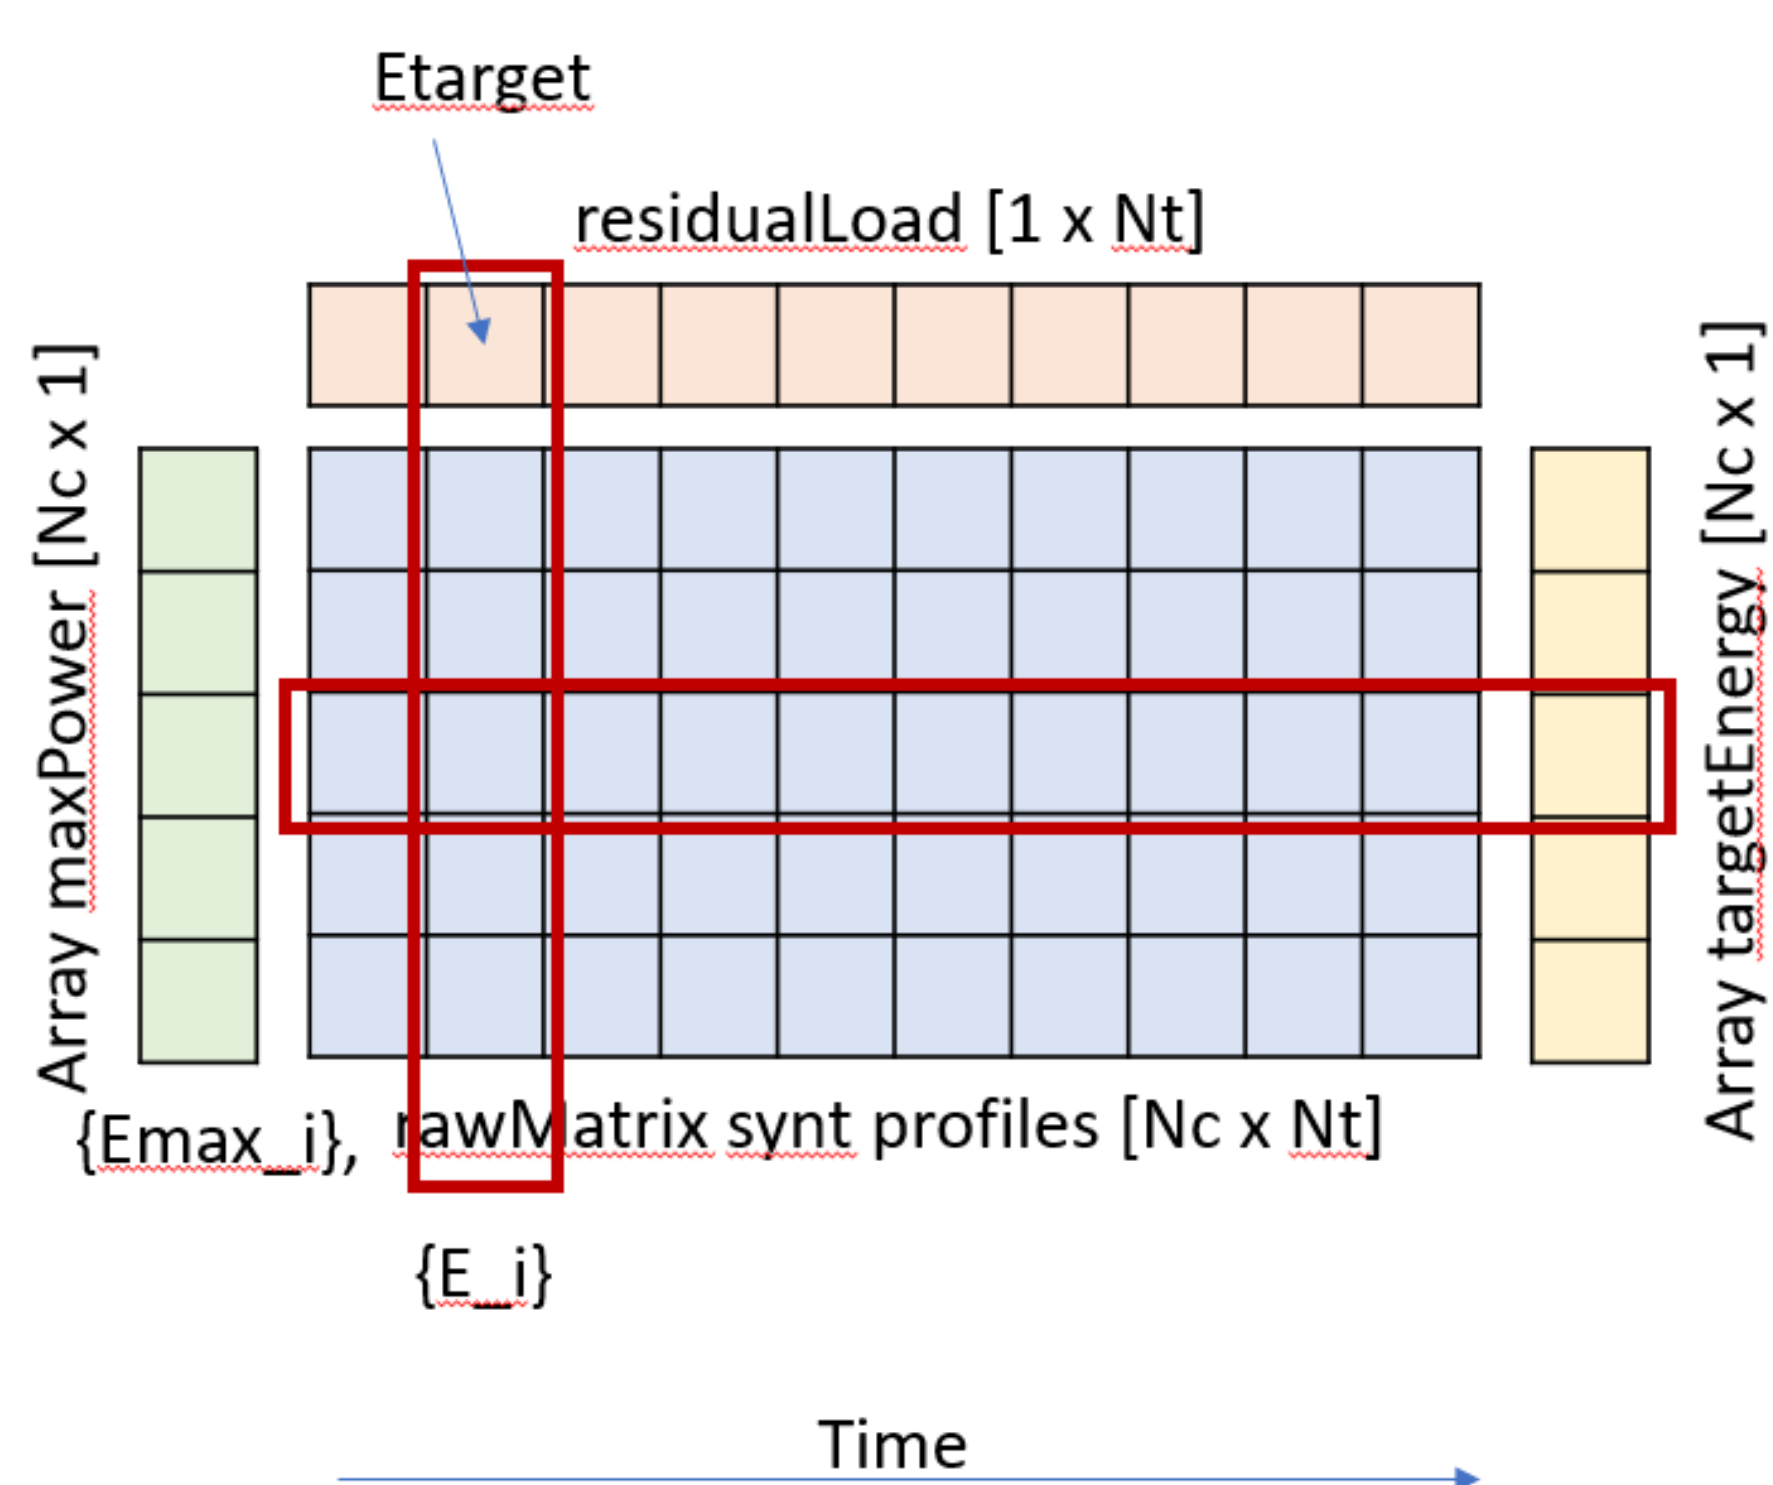 Etarget
residualLoad [1 x Nt]
Array maxPower [Nc x 1]
Array targetEnergy [Nc x 1]
{Emax_i},
rawMatrix synt profiles [Nc x Nt]
{E_i}
Time